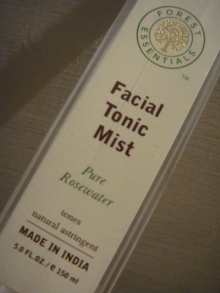 FOREST ESSENTIALS
TM
Facial
Tonic
Mist
Pure
Rosewater
tones
natural astringent
MADE IN INDIA
5.0 FL.OZ./ ℮ 150 ml